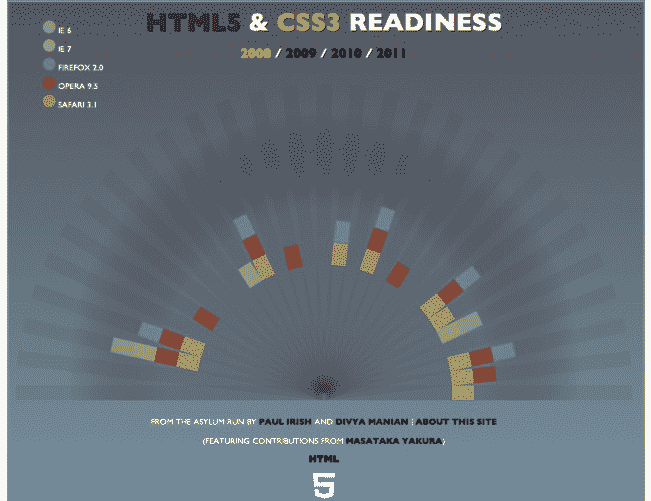 HTML5 & CSS3 READINESS
2008 / 2009 / 2010 / 2011
IE 6
IE 7
FIREFOX 2.0
OPERA 9.5
SAFARI 3.1
FROM THE ASYLUM RUN BY PAUL IRISH AND DIVYA MANIAN | ABOUT THIS SITE
(FEATURING CONTRIBUTIONS FROM MASATAKA YAKURA)
HTML
5